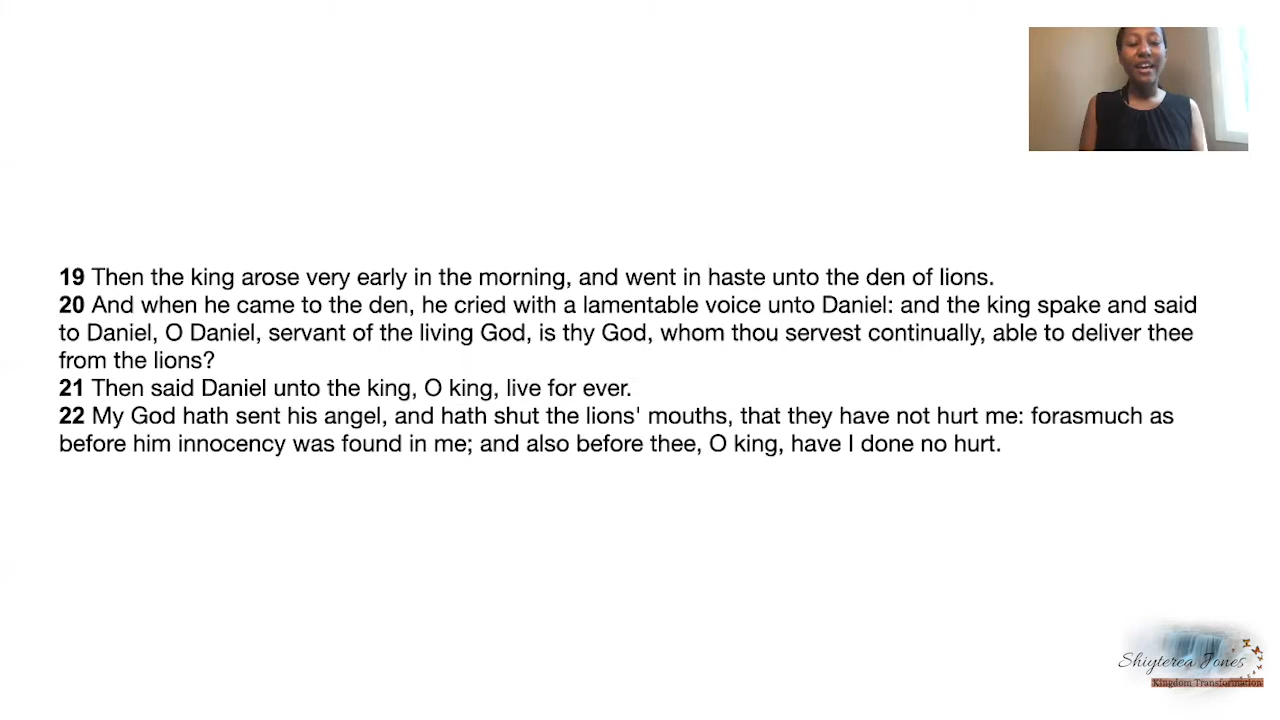 19 Then the king arose very early in the morning, and went in haste unto the den of lions.
20 And when he came to the den, he cried with a lamentable voice unto Daniel: and the king spake and said
to Daniel, O Daniel, servant of the living God, is thy God, whom thou servest continually, able to deliver thee
from the lions?
21 Then said Daniel unto the king, O king, live for ever.
22 My God hath sent his angel, and hath shut the lions' mouths, that they have not hurt me: forasmuch as
before him innocency was found in me; and also before thee, O king, have I done no hurt.
Shiyterea Jones
Kingdom Transformation